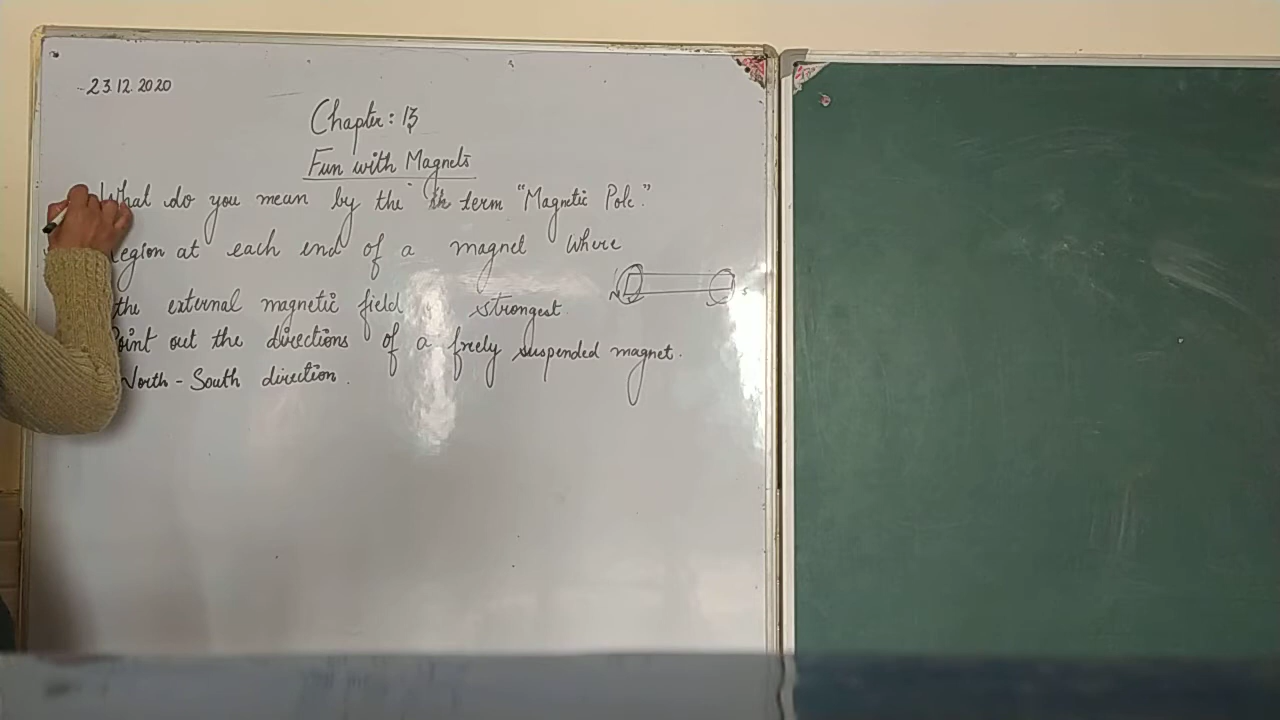 23.12.2020
Chapter: 13
Fun with Magnets
What do you mean by the th term "Magnetic Pole."
Region at each end of a magnet where
the external magnetic field strongest.
N S
Point out the directions of a freely suspended magnet.
North - South direction.